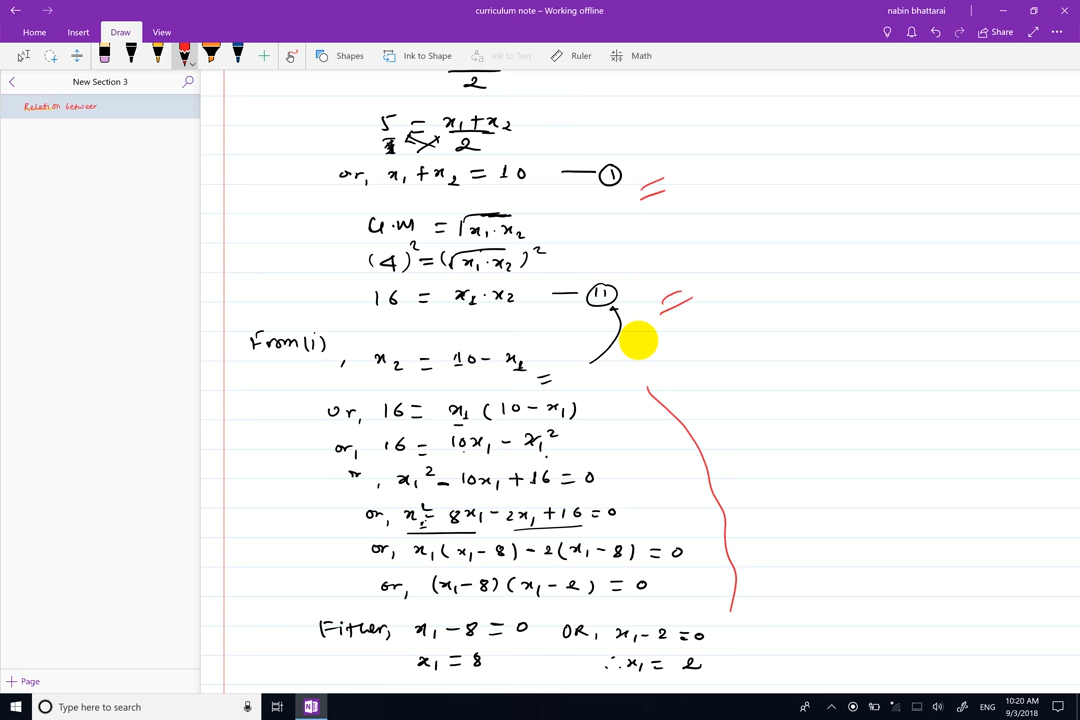 curriculum note – Working offline
nabin bhattarai
Home Insert Draw View
Share
Shapes Ink to Shape Ink to Text Ruler Math
New Section 3
Relation between
2
5 = x₁+x₂
1 2
or, x₁ + x₂ = 10 — (1)
G.M = √x₁.x₂
(4)² = (√x₁.x₂)²
16 = x₁.x₂ — (11)
From(i)
, x₂ = 10 – x₁
or, 16 = x₁ (10 – x₁)
or, 16 = 10x₁ – x₁²
or, x₁² – 10x₁ + 16 = 0
or, x₁² – 8x₁ – 2x₁ + 16 = 0
or, x₁(x₁ – 8) – 2(x₁ – 8) = 0
or, (x₁ – 8)(x₁ – 2) = 0
Either, x₁ – 8 = 0 OR, x₁ – 2 = 0
x₁ = 8 ∴x₁ = 2
+ Page
Type here to search
ENG
10:20 AM
9/3/2018